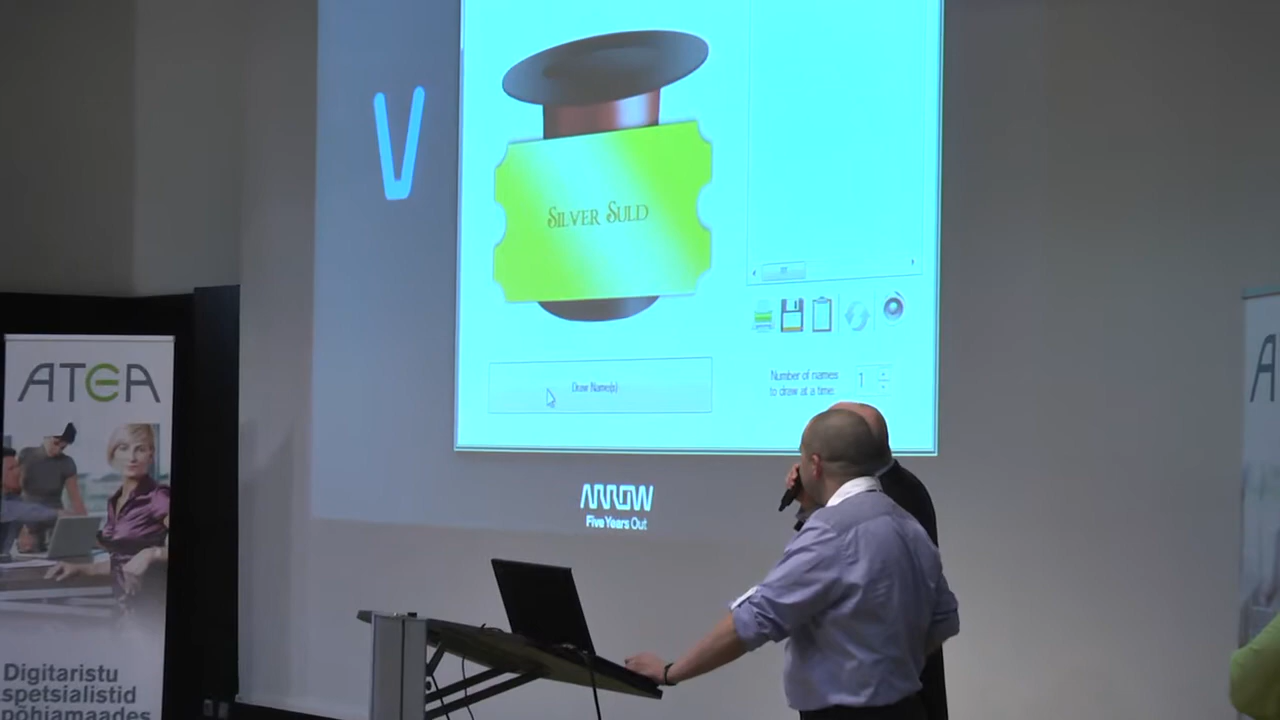 V
SILVER SULD
Draw Name(s)
Number of names
to draw at a time:
1
ARROW
Five Years Out
ATEA
Digitaristu
spetsialistid
põhjamaades
A